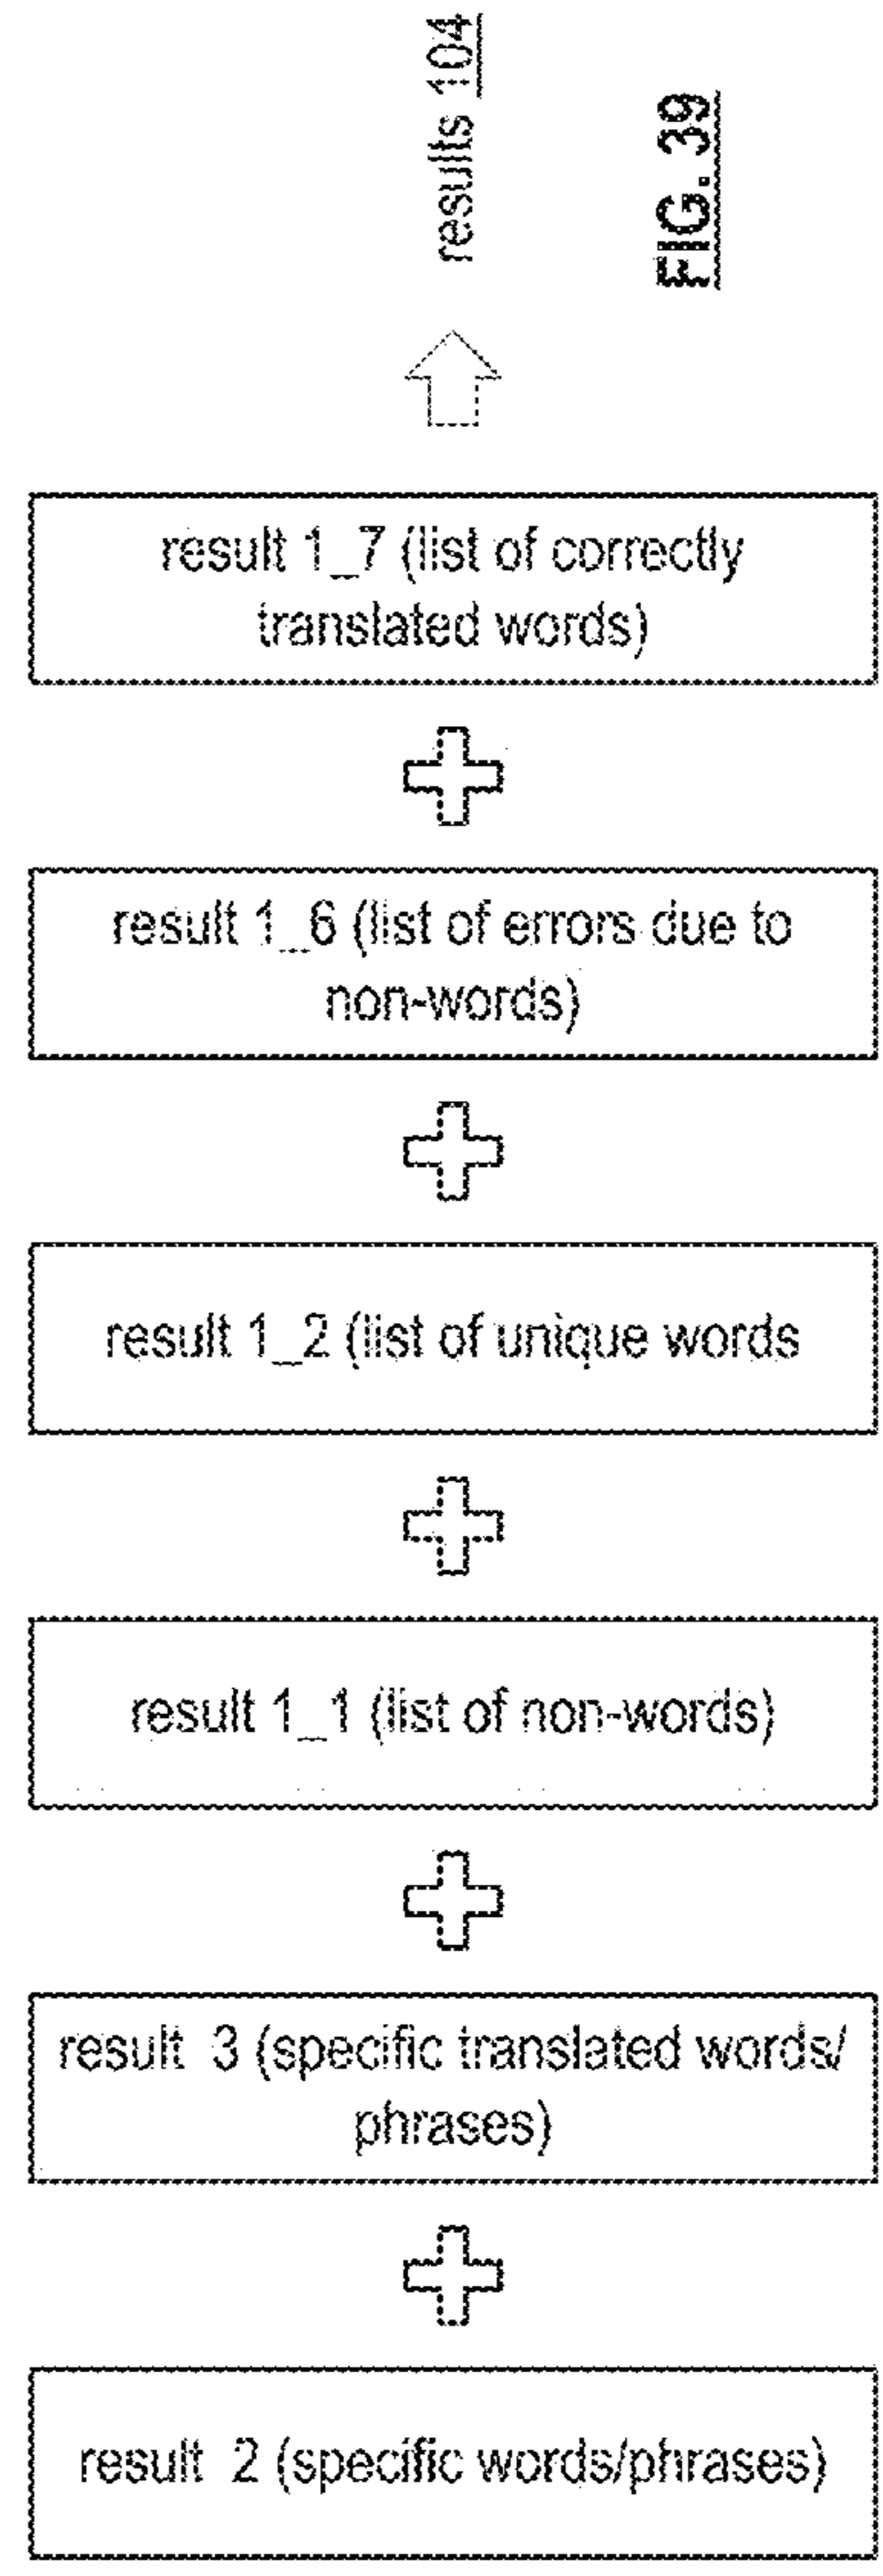 results 104
FIG. 39
result 1_7 (list of correctly
translated words)
result 1_6 (list of errors due to
non-words)
result 1_2 (list of unique words
result 1_1 (list of non-words)
result 3 (specific translated words/
phrases)
result 2 (specific words/phrases)